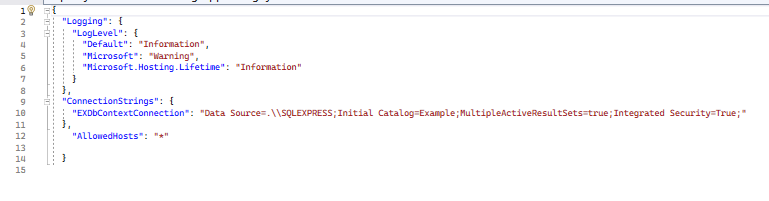 1 {
2 "Logging": {
3 "LogLevel": {
4 "Default": "Information",
5 "Microsoft": "Warning",
6 "Microsoft.Hosting.Lifetime": "Information"
7 }
8 },
9 "ConnectionStrings": {
10 "EXDbContextConnection": "Data Source=.\\SQLEXPRESS;Initial Catalog=Example;MultipleActiveResultSets=true;Integrated Security=True;"
11 },
12 "AllowedHosts": "*"
13
14 }
15